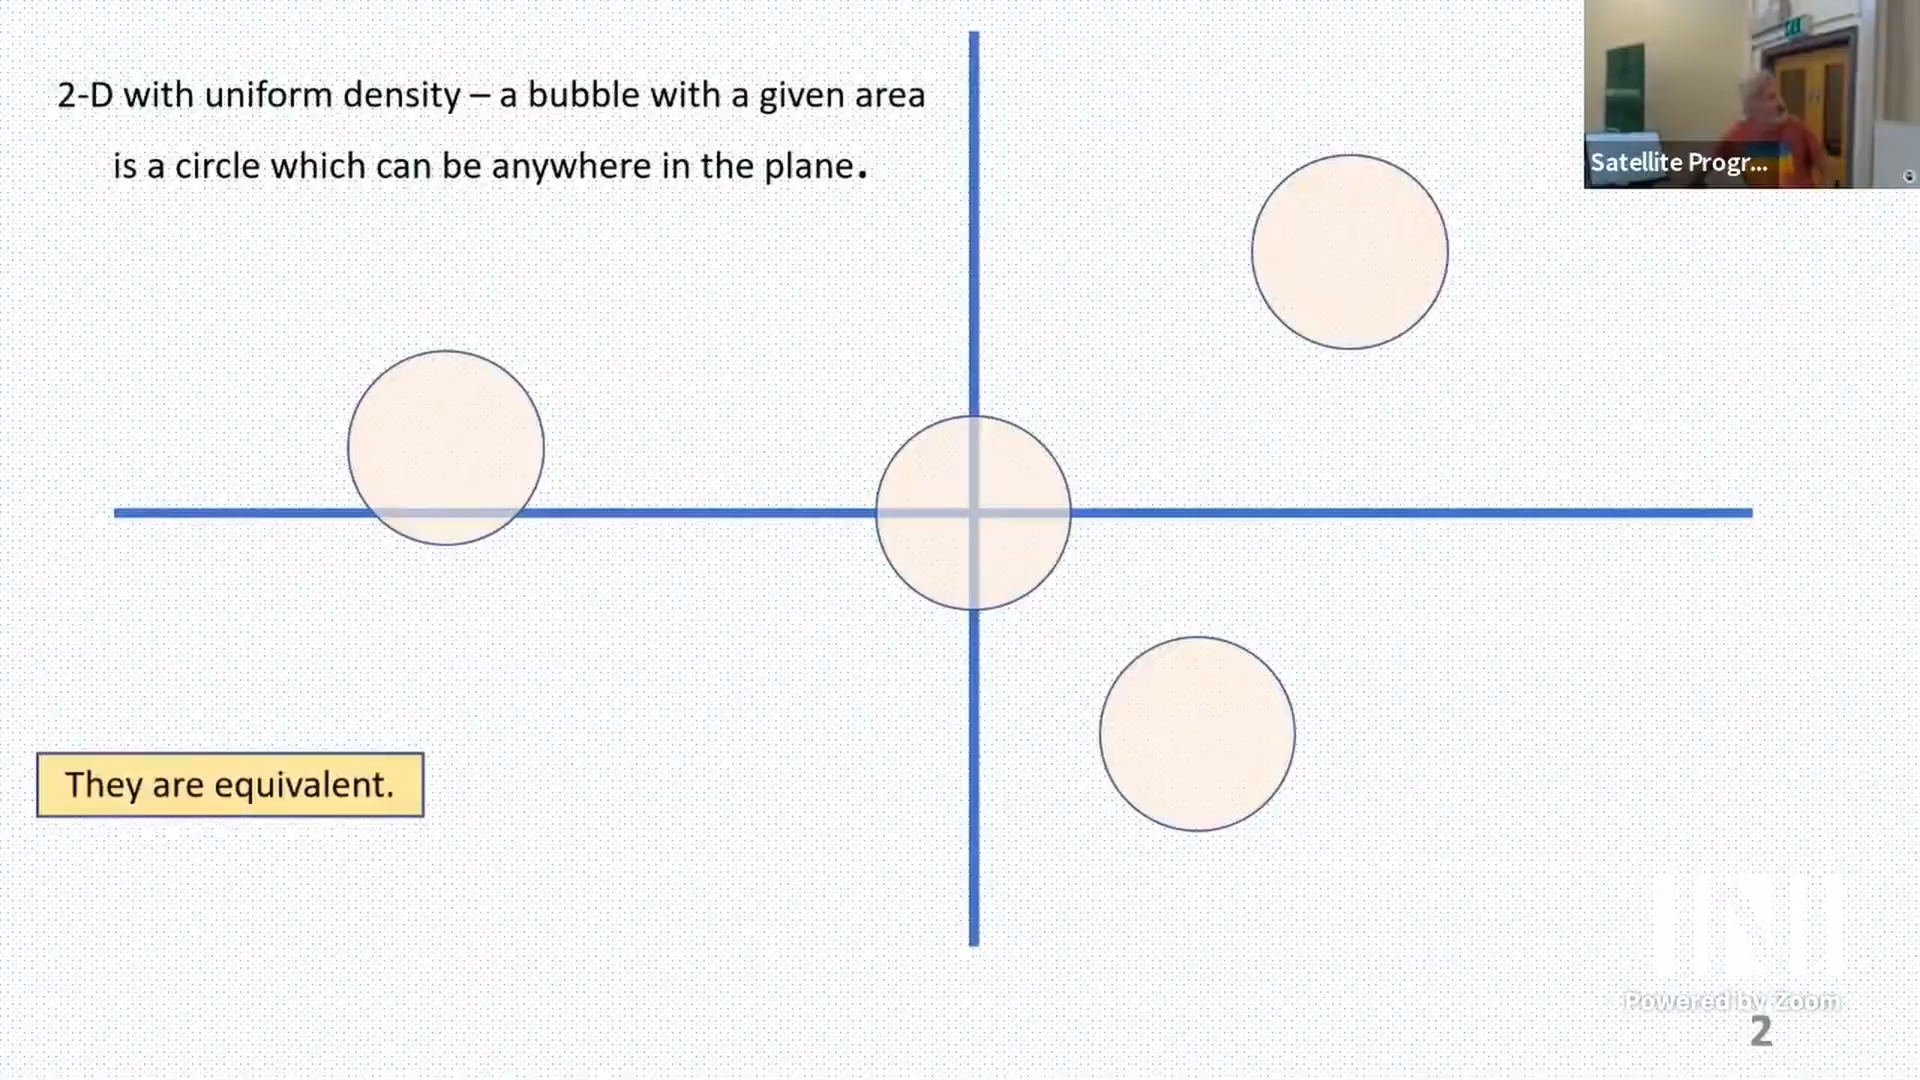 2-D with uniform density – a bubble with a given area
is a circle which can be anywhere in the plane.
Satellite Progr...
They are equivalent.
Powered by Zoom
2